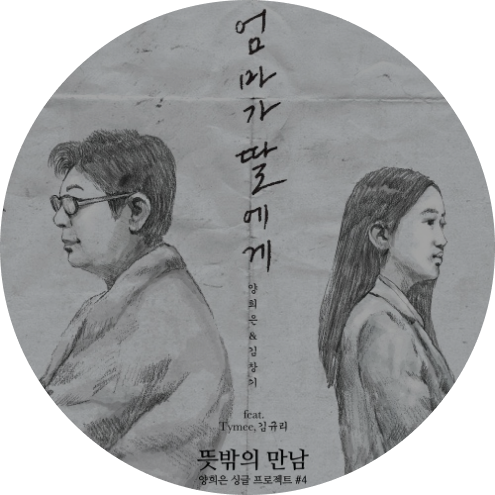 엄마가 딸에게
양희은 & 김창기
feat.
Tymee, 김규리
뜻밖의 만남
양희은 싱글 프로젝트 #4